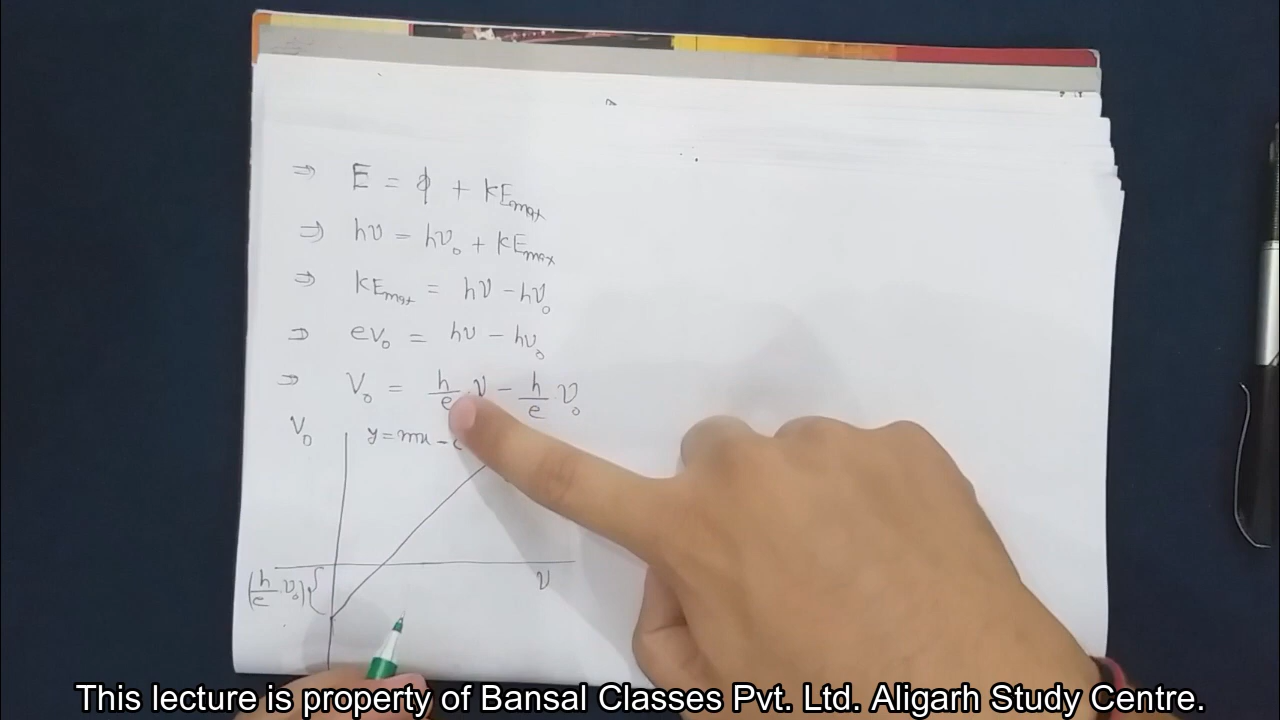 ⇒ E = ϕ + KEmax
⇒ hν = hν₀ + KEmax
⇒ KEmax = hν − hν₀
⇒ eV₀ = hν − hν₀
⇒ V₀ = h/e · ν − h/e · ν₀
V₀ y = mx − c
(h/e · ν₀) ν
This lecture is property of Bansal Classes Pvt. Ltd. Aligarh Study Centre.